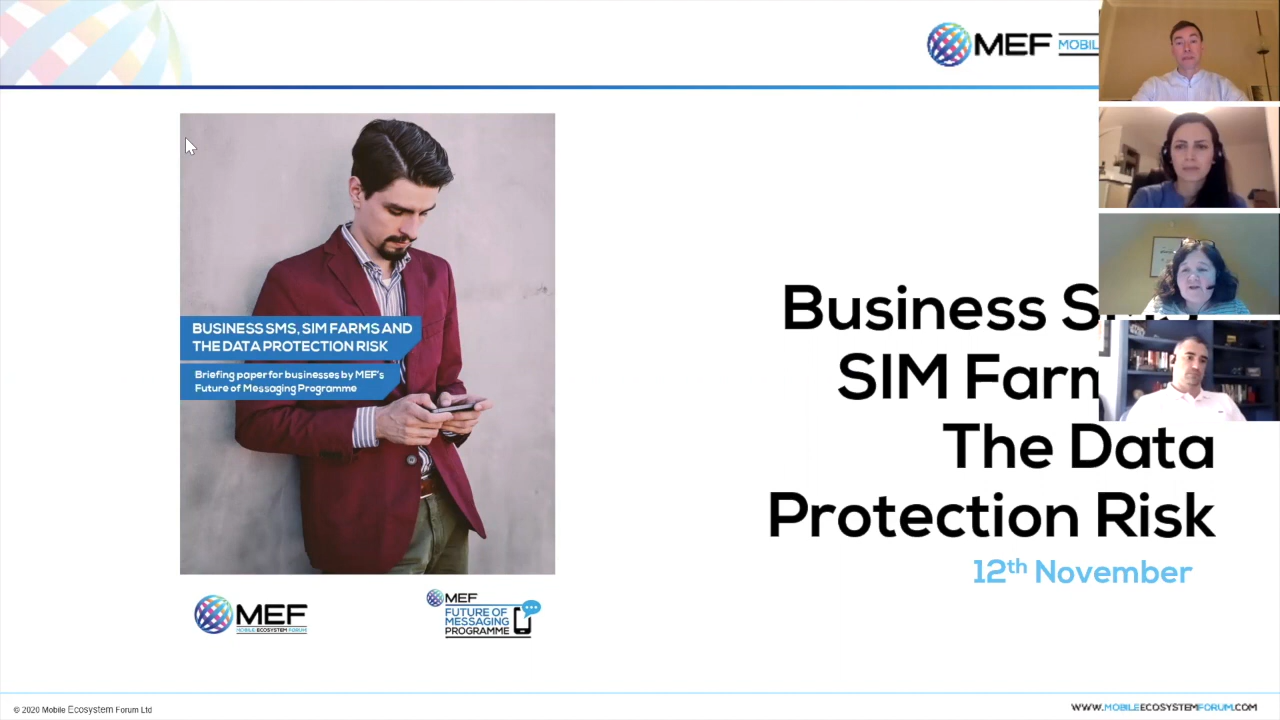 MEF MOBIL
BUSINESS SMS, SIM FARMS AND
THE DATA PROTECTION RISK
Briefing paper for businesses by MEF's
Future of Messaging Programme
Business
SIM Farm
The Data
Protection Risk
12th November
MEF
MOBILE ECOSYSTEM FORUM
MEF
FUTURE OF
MESSAGING
PROGRAMME
© 2020 Mobile Ecosystem Forum Ltd
WWW.MOBILEECOSYSTEMFORUM.COM